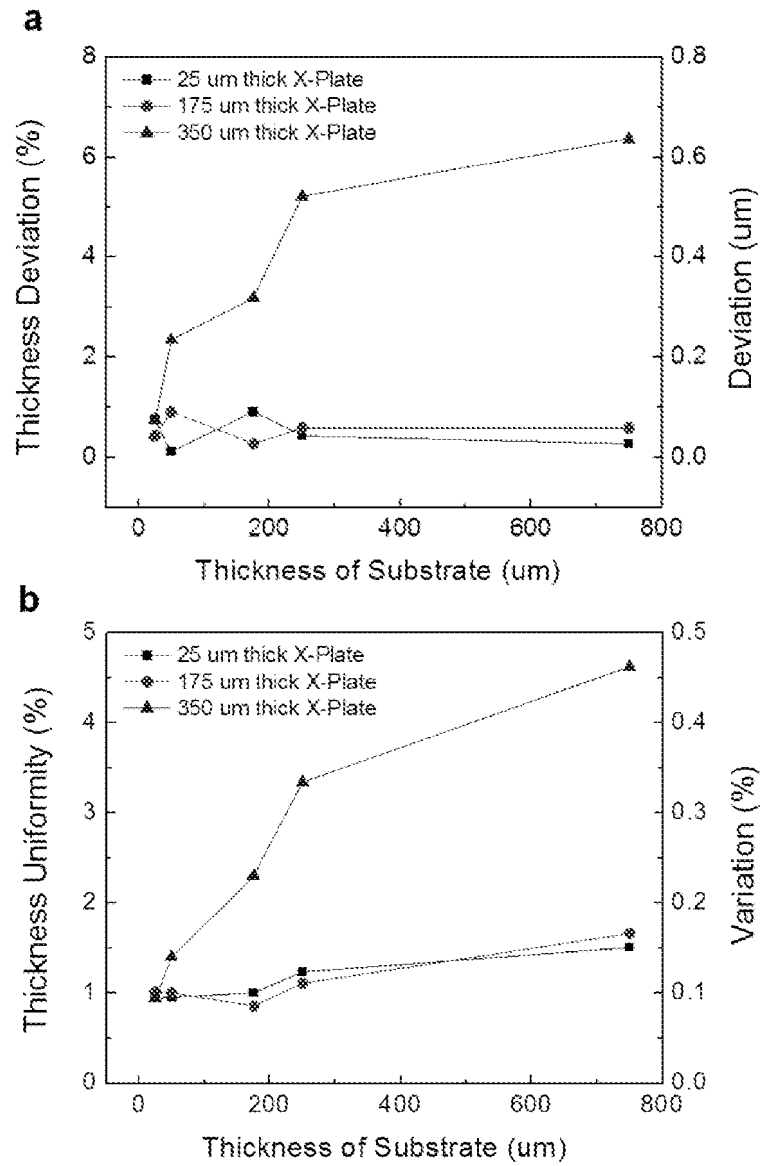 a
8
6
4
2
0
Thickness Deviation (%)
25 um thick X-Plate
175 um thick X-Plate
350 um thick X-Plate
0.8
0.6
0.4
0.2
0.0
Deviation (um)
0 200 400 600 800
Thickness of Substrate (um)
b
5
4
3
2
1
0
Thickness Uniformity (%)
25 um thick X-Plate
175 um thick X-Plate
350 um thick X-Plate
0.5
0.4
0.3
0.2
0.1
0.0
Variation (%)
0 200 400 600 800
Thickness of Substrate (um)